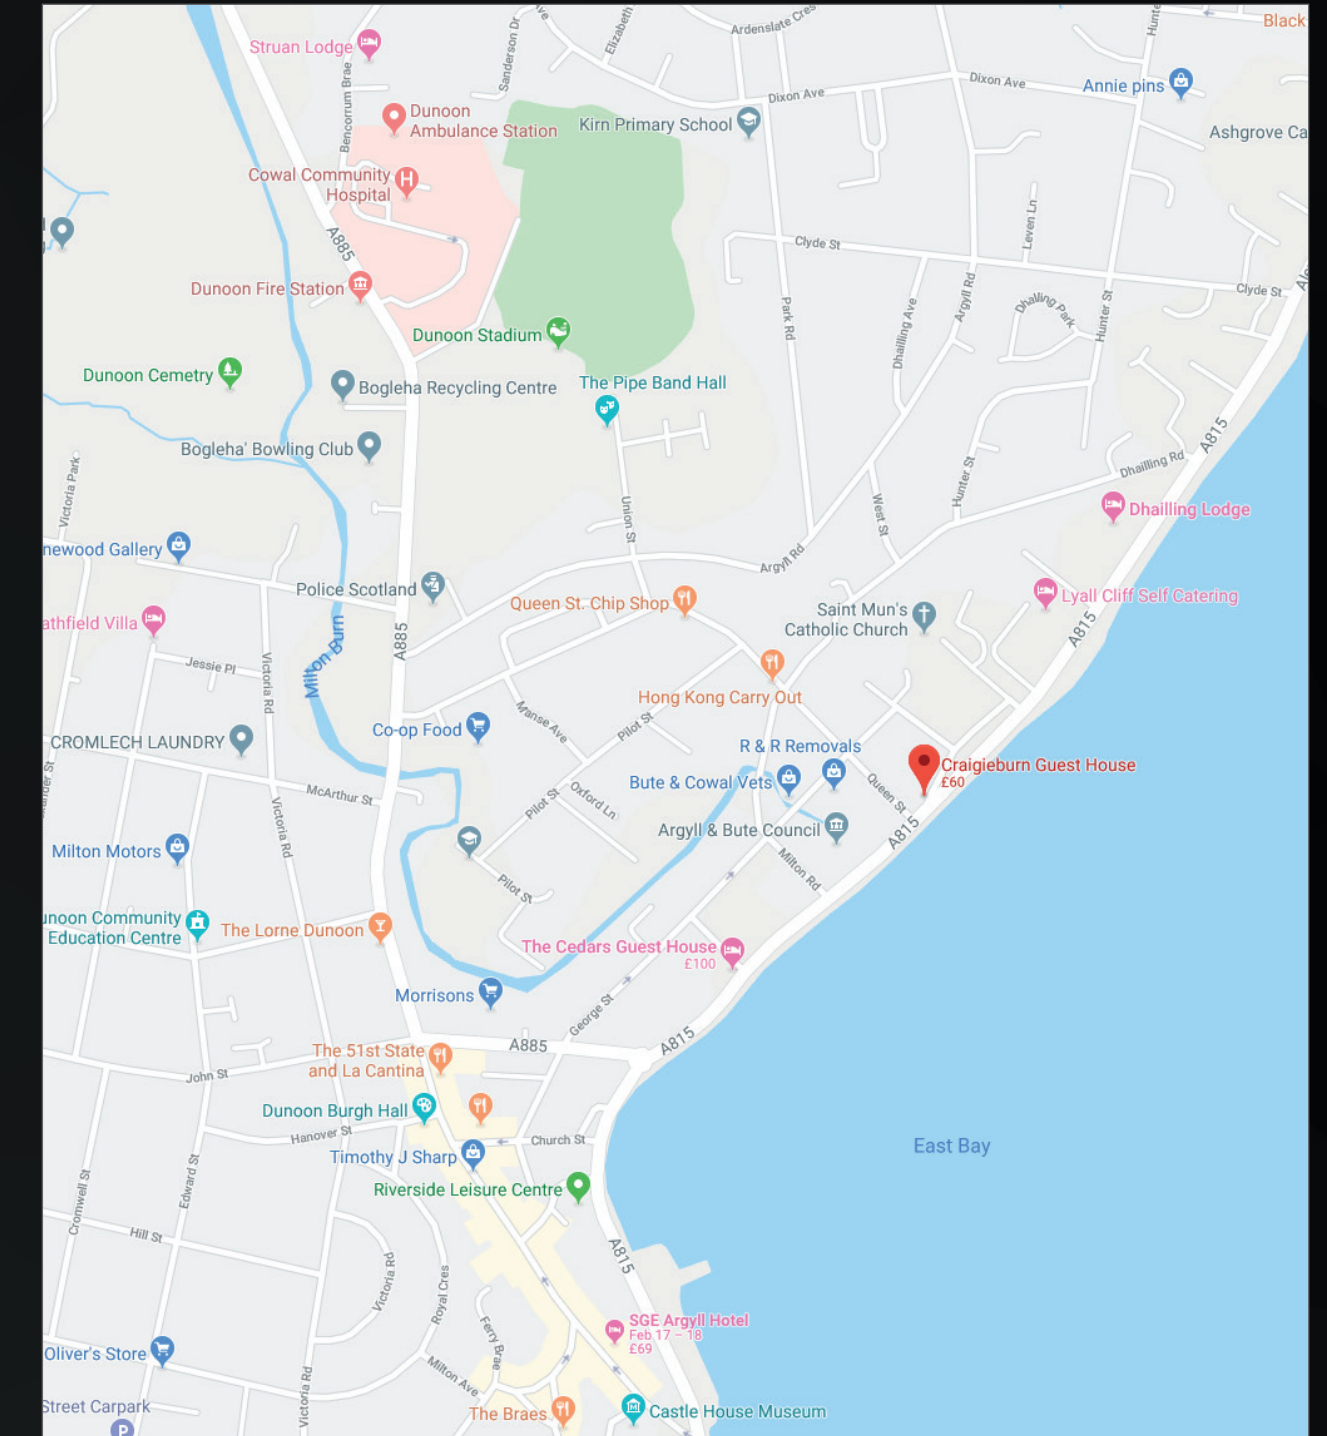 Struan Lodge
Bencorrum Brae
Sanderson Dr
Ave
Elizabeth
Ardenslate Cres
Hunte
Black
Dunoon
Ambulance Station
Kirn Primary School
Dixon Ave
Dixon Ave
Annie pins
Ashgrove Ca
Cowal Community
Hospital
A885
Clyde St
Leven Ln
Clyde St
Dunoon Fire Station
Dunoon Stadium
Park Rd
Dhailling Ave
Argyll Rd
Dhalling Park
Hunter St
Dunoon Cemetry
Bogleha Recycling Centre
The Pipe Band Hall
Bogleha' Bowling Club
A815
Victoria Park
Union St
West St
Hunter St
Dhailling Rd
Dhailling Lodge
newood Gallery
Argyll Rd
Police Scotland
Queen St. Chip Shop
Saint Mun's
Catholic Church
Lyall Cliff Self Catering
athfield Villa
Milton Burn
A885
A815
Jessie Pl
Victoria Rd
Hong Kong Carry Out
Manse Ave
Pilot St
Co-op Food
CROMLECH LAUNDRY
R & R Removals
Craigieburn Guest House
£60
Bute & Cowal Vets
Queen St
McArthur St
Pilot St
Oxford Ln
Victoria Rd
Argyll & Bute Council
A815
Milton Motors
Milton Rd
Pilot St
unoon Community
Education Centre
The Lorne Dunoon
The Cedars Guest House
£100
Morrisons
George St
A885
A815
The 51st State
and La Cantina
John St
Dunoon Burgh Hall
Hanover St
Church St
East Bay
Timothy J Sharp
Riverside Leisure Centre
Cromwell St
Edward St
Hill St
A815
Victoria Rd
Royal Cres
Ferry Brae
SGE Argyll Hotel
Feb 17 – 18
£69
Oliver's Store
Milton Ave
Victoria Rd
Street Carpark
P
The Braes
Castle House Museum